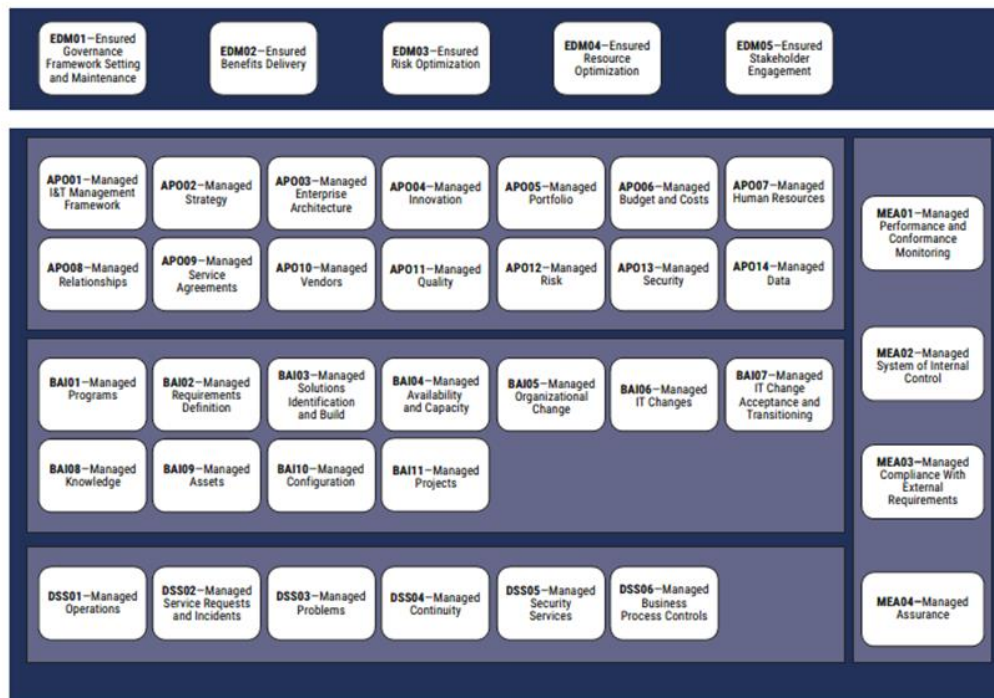 EDM01—Ensured
Governance
Framework Setting
and Maintenance
EDM02—Ensured
Benefits Delivery
EDM03—Ensured
Risk Optimization
EDM04—Ensured
Resource
Optimization
EDM05—Ensured
Stakeholder
Engagement
APO01—Managed
I&T Management
Framework
APO02—Managed
Strategy
APO03—Managed
Enterprise
Architecture
APO04—Managed
Innovation
APO05—Managed
Portfolio
APO06—Managed
Budget and Costs
APO07—Managed
Human Resources
APO08—Managed
Relationships
APO09—Managed
Service
Agreements
APO10—Managed
Vendors
APO11—Managed
Quality
APO12—Managed
Risk
APO13—Managed
Security
APO14—Managed
Data
BAI01—Managed
Programs
BAI02—Managed
Requirements
Definition
BAI03—Managed
Solutions
Identification
and Build
BAI04—Managed
Availability
and Capacity
BAI05—Managed
Organizational
Change
BAI06—Managed
IT Changes
BAI07—Managed
IT Change
Acceptance and
Transitioning
BAI08—Managed
Knowledge
BAI09—Managed
Assets
BAI10—Managed
Configuration
BAI11—Managed
Projects
DSS01—Managed
Operations
DSS02—Managed
Service Requests
and Incidents
DSS03—Managed
Problems
DSS04—Managed
Continuity
DSS05—Managed
Security
Services
DSS06—Managed
Business
Process Controls
MEA01—Managed
Performance and
Conformance
Monitoring
MEA02—Managed
System of Internal
Control
MEA03—Managed
Compliance With
External
Requirements
MEA04—Managed
Assurance